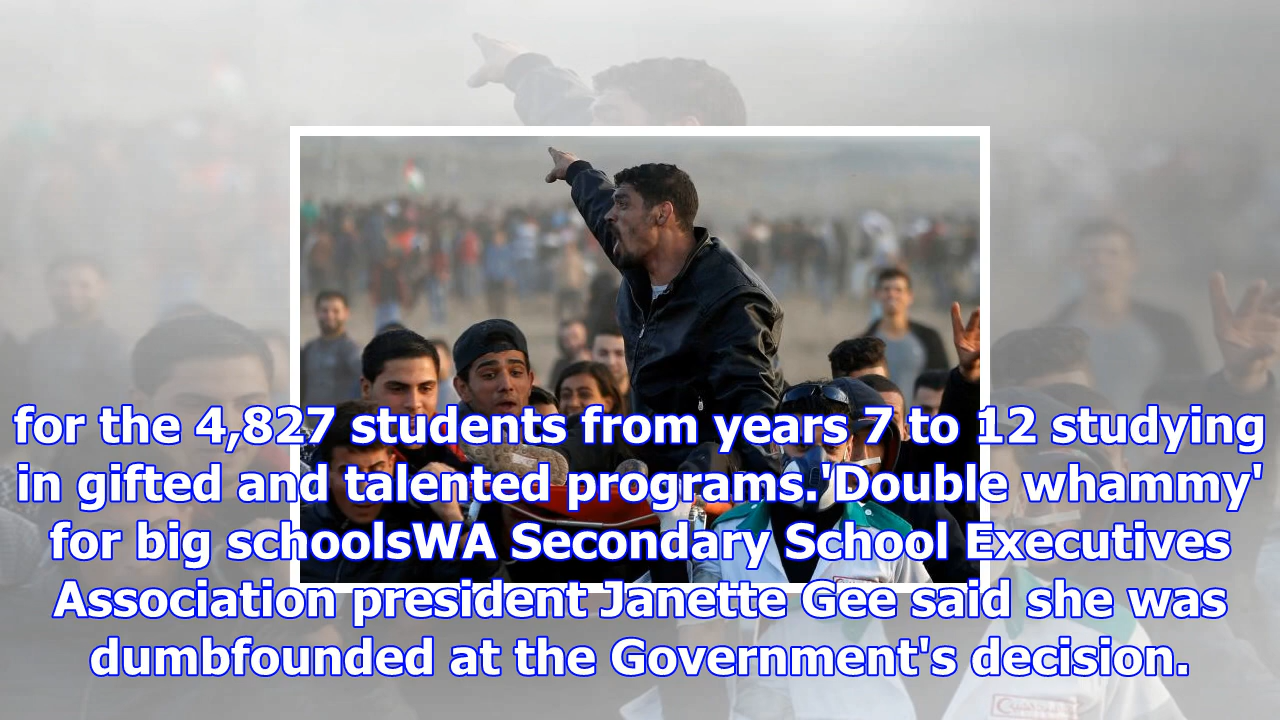 for the 4,827 students from years 7 to 12 studying
in gifted and talented programs.'Double whammy'
for big schoolsWA Secondary School Executives
Association president Janette Gee said she was
dumbfounded at the Government's decision.